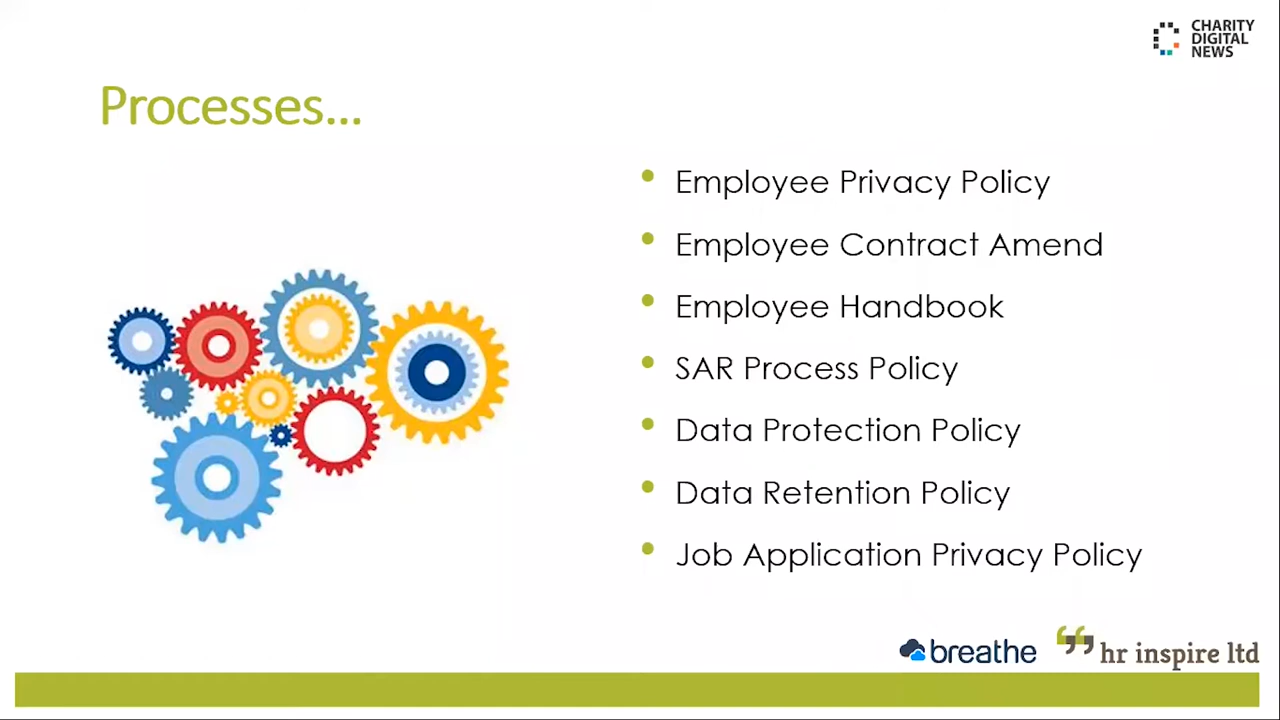 CHARITY
DIGITAL
NEWS
Processes...
• Employee Privacy Policy
• Employee Contract Amend
• Employee Handbook
• SAR Process Policy
• Data Protection Policy
• Data Retention Policy
• Job Application Privacy Policy
breathe
hr inspire ltd